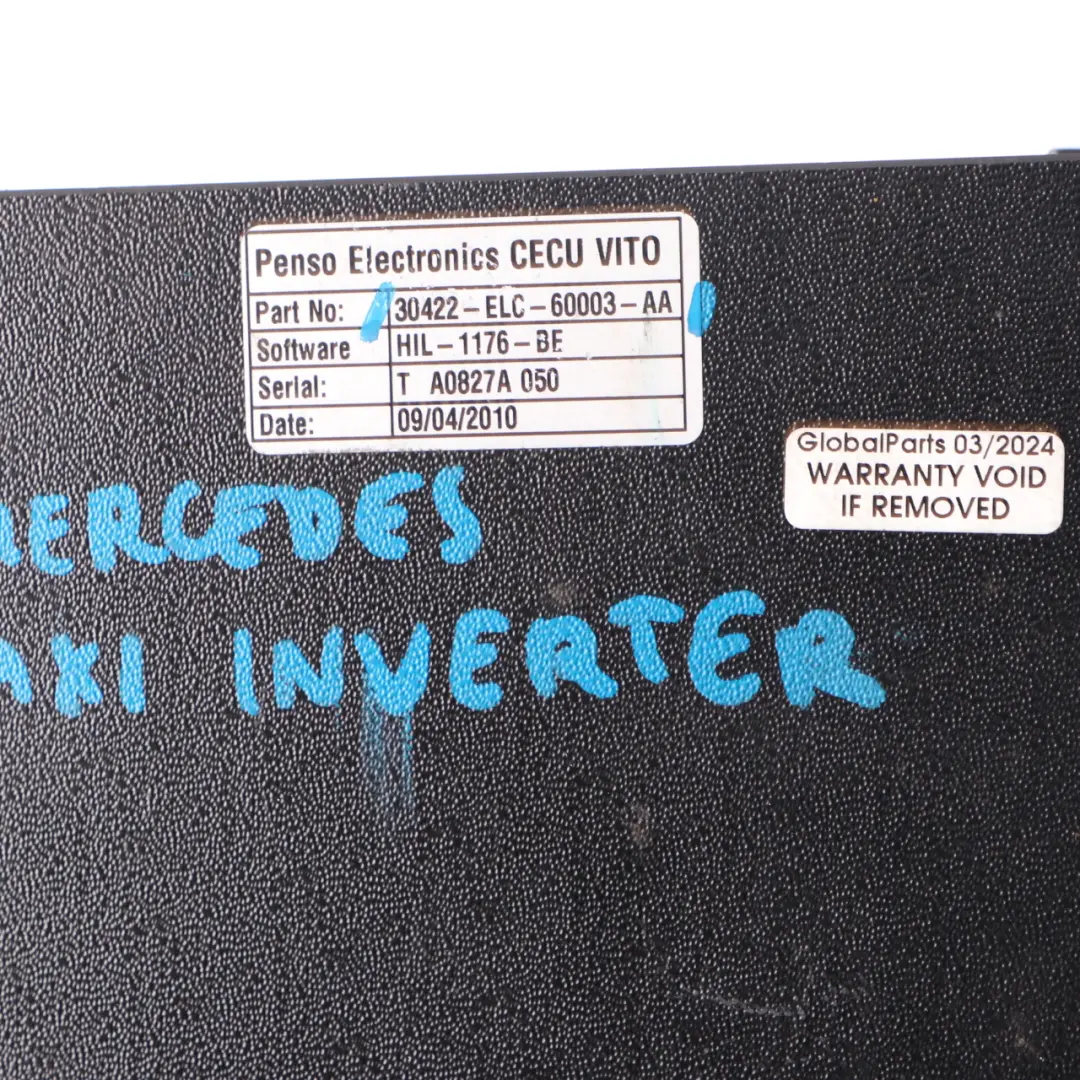 Penso Electronics CECU VITO
Part No: 30422-ELC-60003-AA
Software HIL-1176-BE
Serial: T A0827A 050
Date: 09/04/2010
GlobalParts 03/2024
WARRANTY VOID
IF REMOVED
MERCEDES
AXI INVERTER